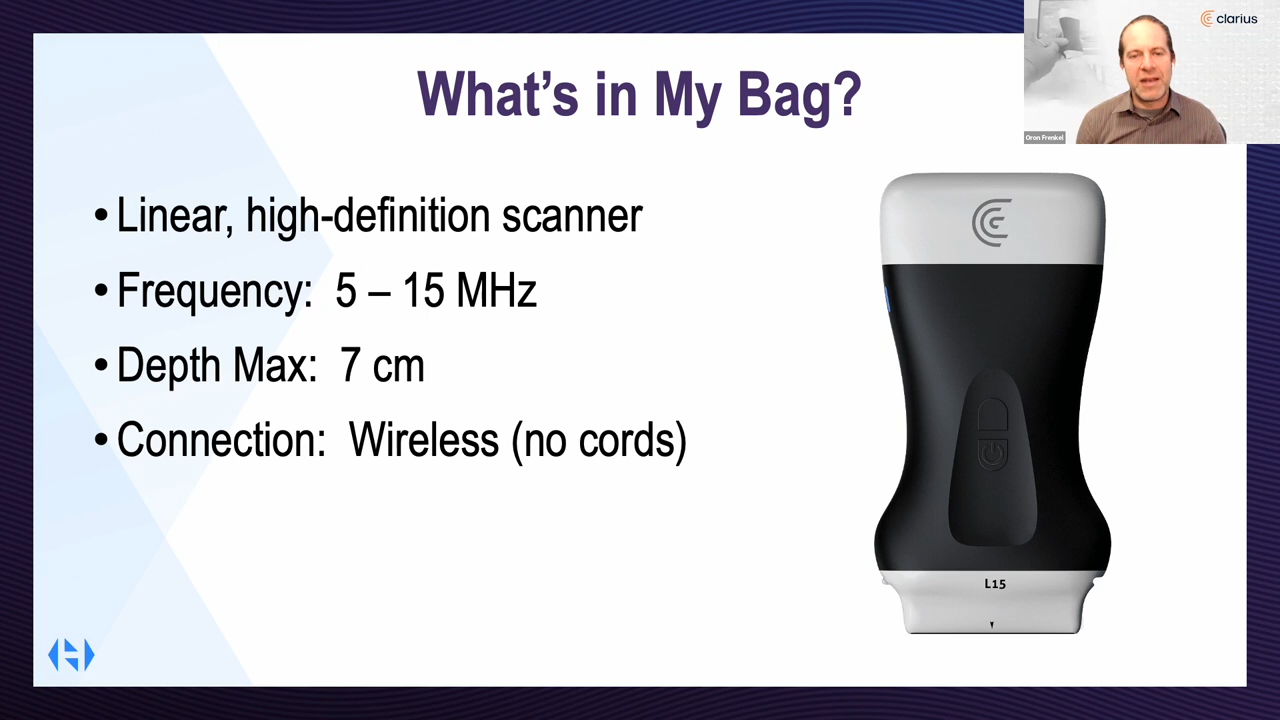 What's in My Bag?
clarius
Oron Frenkel
• Linear, high-definition scanner
• Frequency: 5 – 15 MHz
• Depth Max: 7 cm
• Connection: Wireless (no cords)
L15